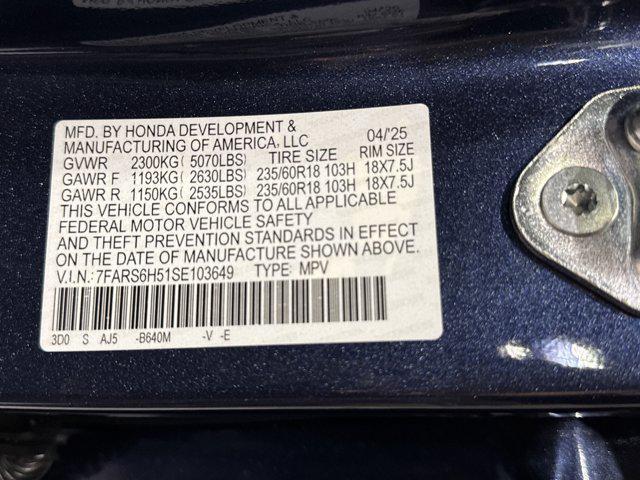 MFD. BY HONDA DEVELOPMENT &
MANUFACTURING OF AMERICA, LLC 04/'25
GVWR 2300KG ( 5070LBS) TIRE SIZE RIM SIZE
GAWR F 1193KG ( 2630LBS) 235/60R18 103H 18X7.5J
GAWR R 1150KG ( 2535LBS) 235/60R18 103H 18X7.5J
THIS VEHICLE CONFORMS TO ALL APPLICABLE
FEDERAL MOTOR VEHICLE SAFETY
AND THEFT PREVENTION STANDARDS IN EFFECT
ON THE DATE OF MANUFACTURE SHOWN ABOVE.
V.I.N.: 7FARS6H51SE103649 TYPE: MPV
3D0 S AJ5 -B640M -V -E